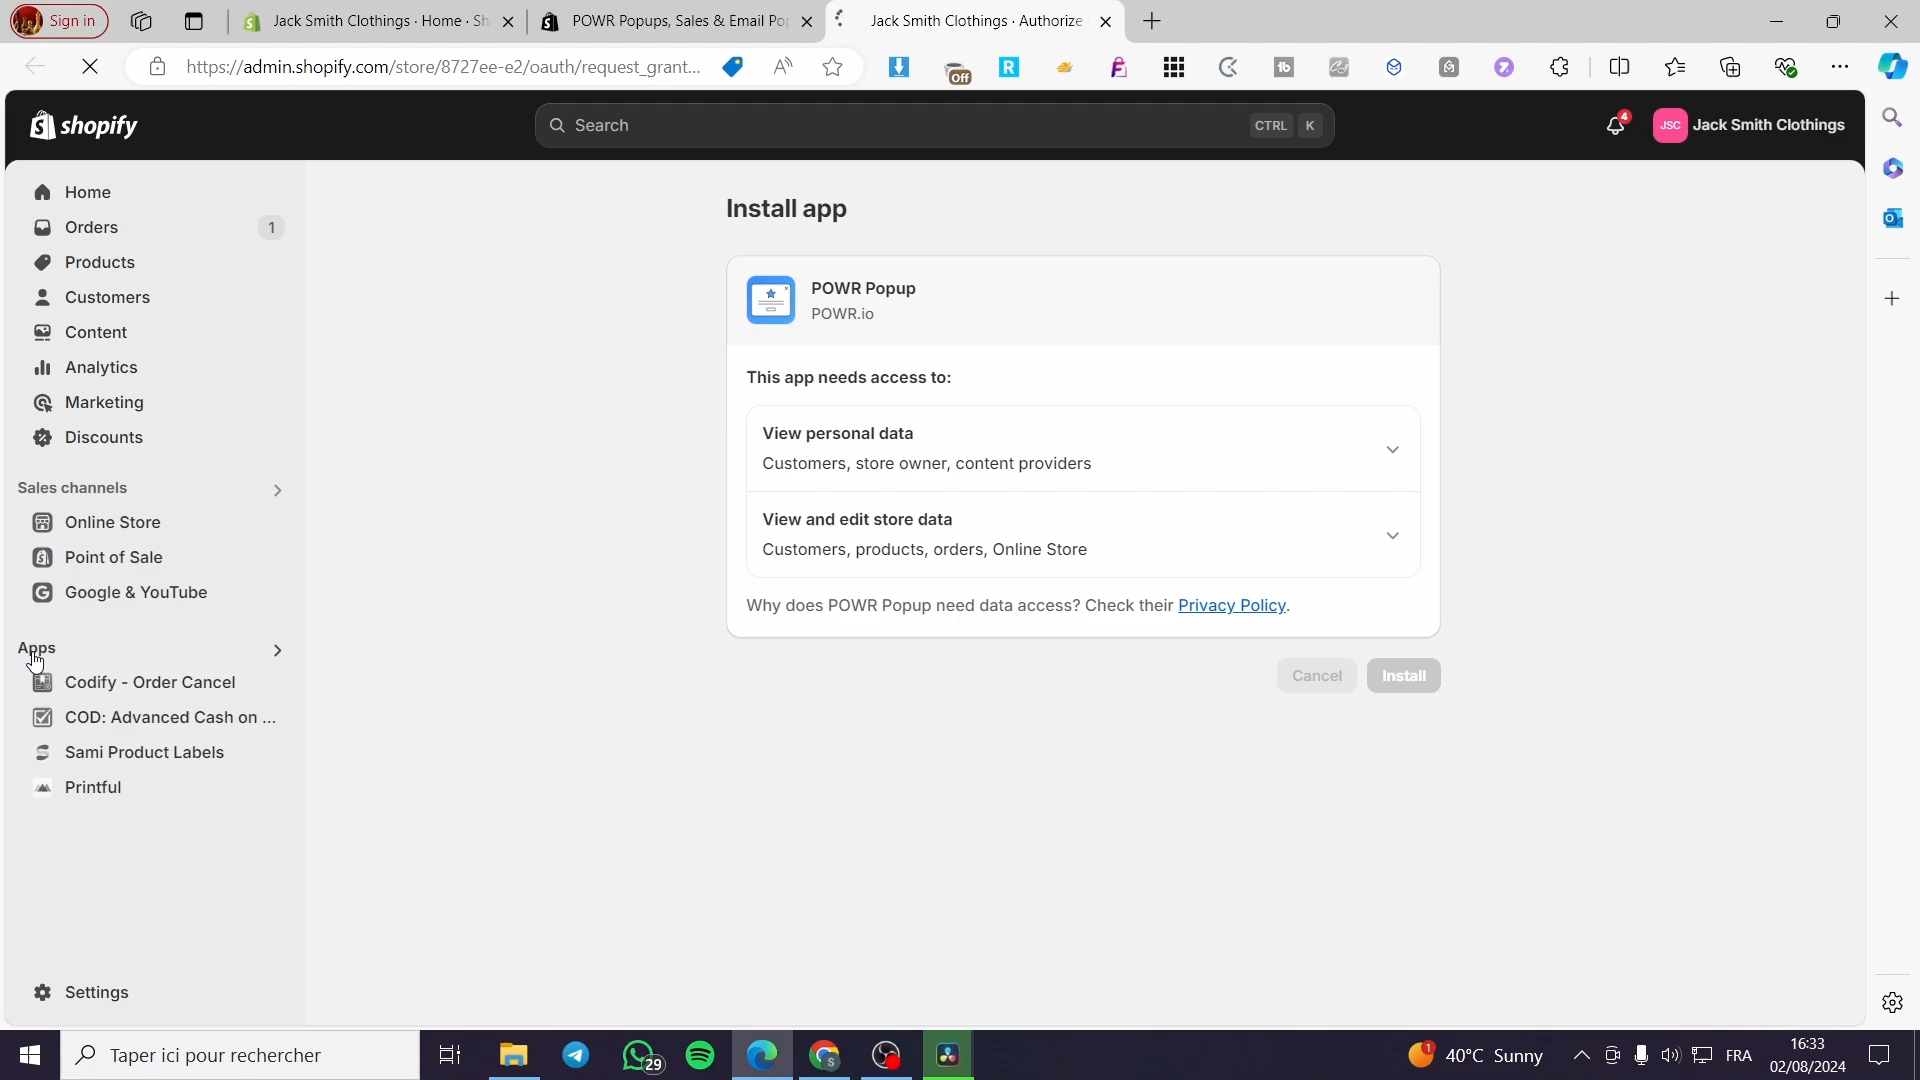 Sign in
Jack Smith Clothings · Home · Sh
POWR Popups, Sales & Email Po
Jack Smith Clothings · Authorize
https://admin.shopify.com/store/8727ee-e2/oauth/request_grant...
Off
shopify
Search
CTRL K
4
JSC
Jack Smith Clothings
Home
Orders 1
Products
Customers
Content
Analytics
Marketing
Discounts
Sales channels
Online Store
Point of Sale
Google & YouTube
Apps
Codify - Order Cancel
COD: Advanced Cash on ...
Sami Product Labels
Printful
Settings
Install app
POWR Popup
POWR.io
This app needs access to:
View personal data
Customers, store owner, content providers
View and edit store data
Customers, products, orders, Online Store
Why does POWR Popup need data access? Check their Privacy Policy.
Cancel
Install
Taper ici pour rechercher
29
1
40°C Sunny
FRA
16:33
02/08/2024